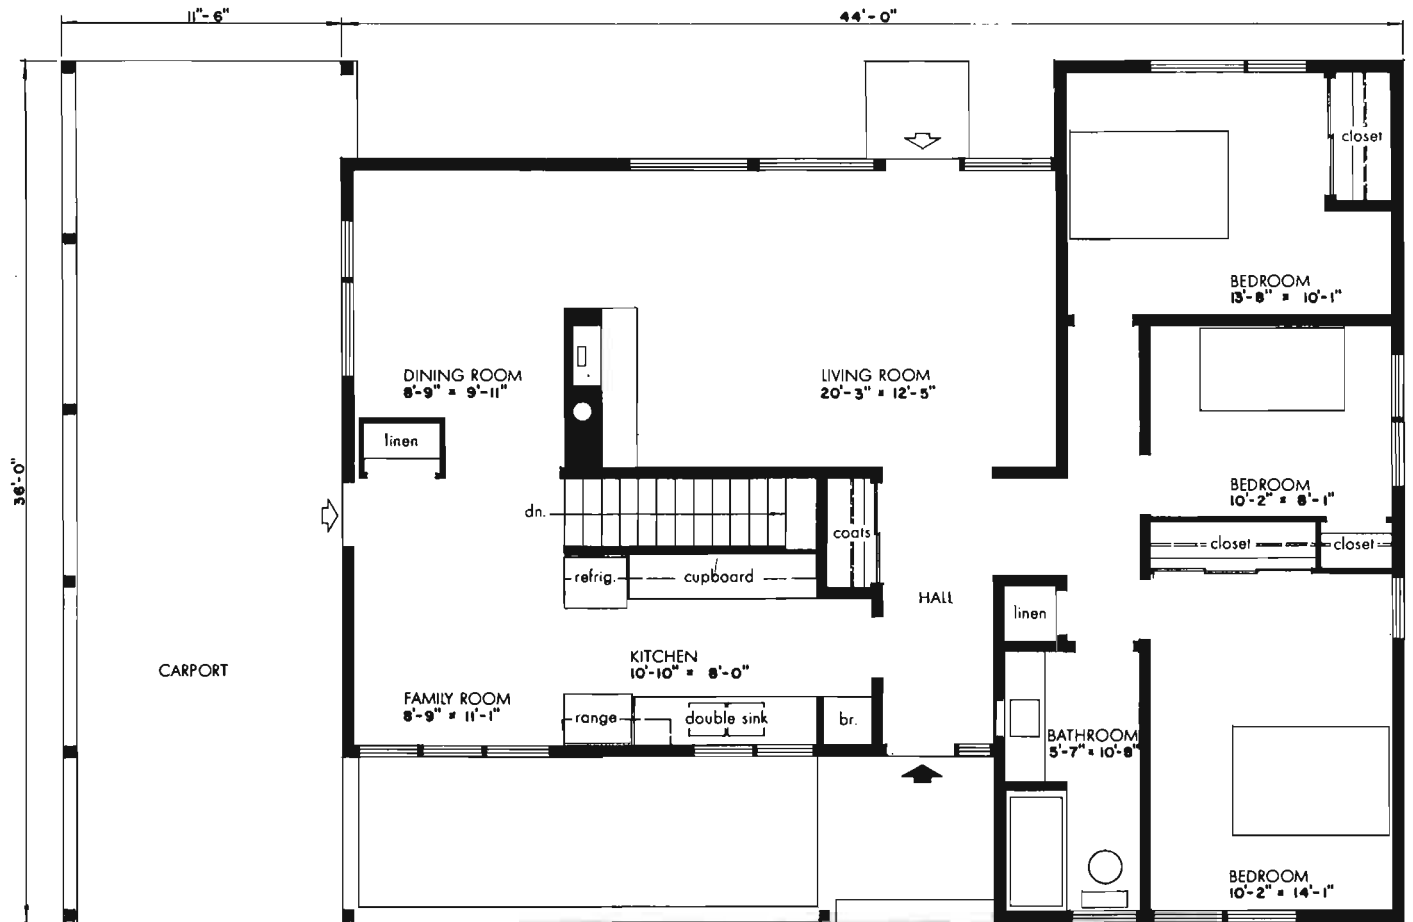 11"-6"
44'-0"
closet
BEDROOM
13'-8" x 10'-1"
DINING ROOM
8'-9" x 9'-11"
LIVING ROOM
20'-3" x 12'-5"
linen
36'-0"
BEDROOM
10'-2" x 8'-1"
dn.
coats
closet
closet
refrig.
cupboard
HALL
linen
CARPORT
KITCHEN
10'-10" x 8'-0"
FAMILY ROOM
8'-9" x 11'-1"
range
double sink
br.
BATHROOM
5'-7" x 10'-8"
BEDROOM
10'-2" x 14'-1"